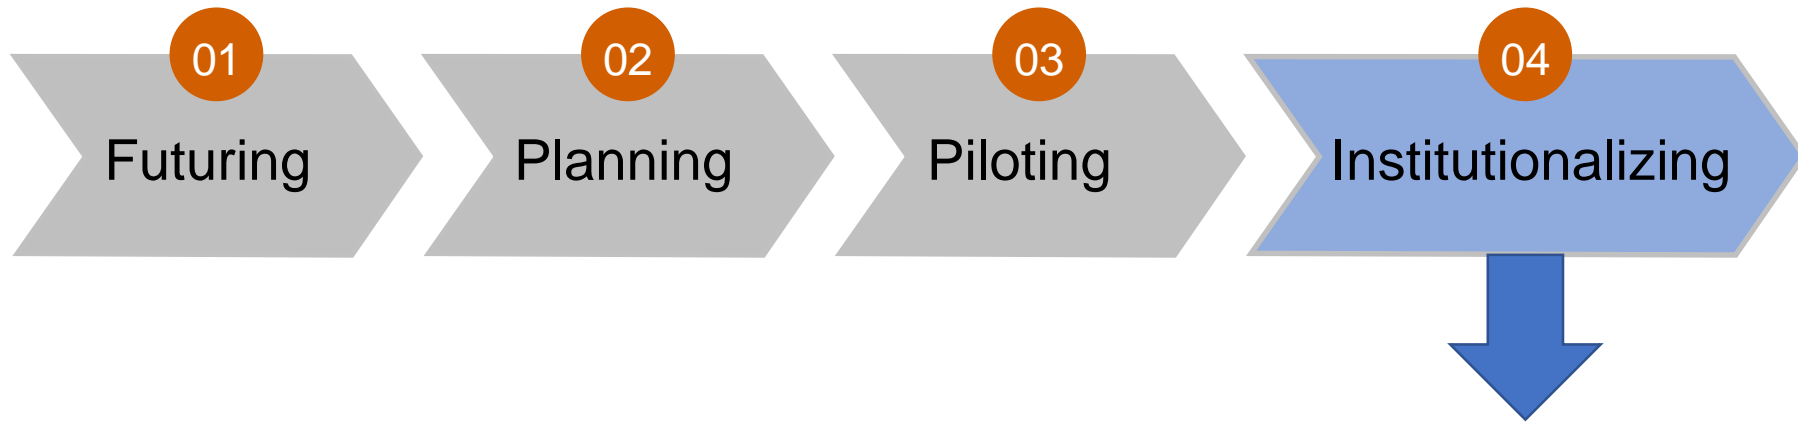 01
Futuring
02
Planning
03
Piloting
04
Institutionalizing